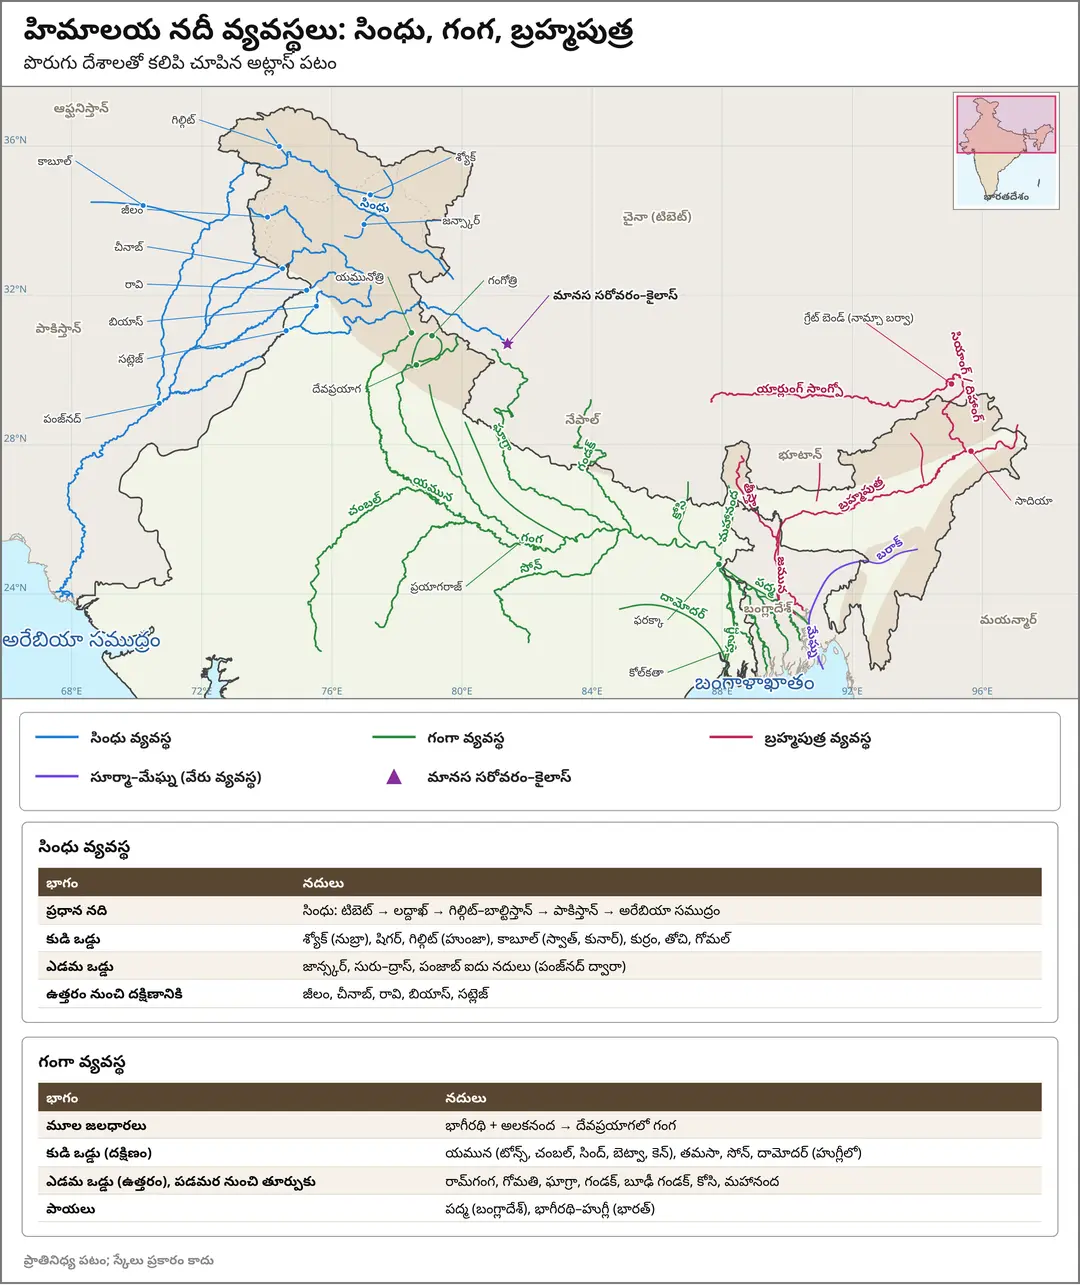 హిమాలయ నదీ వ్యవస్థలు: సింధు, గంగ, బ్రహ్మపుత్ర
పొరుగు దేశాలతో కలిపి చూపిన అట్లాస్ పటం
ఆఫ్ఘనిస్తాన్
గిల్గిట్
36°N
కాబూల్
శ్యోక్
జీలం
సింధు
జన్స్కార్
చైనా (టిబెట్)
భారతదేశం
చీనాబ్
యమునోత్రి
గంగోత్రి
రావి
32°N
మానస సరోవరం–కైలాస్
బియాస్
పాకిస్తాన్
గ్రేట్ బెండ్ (నామ్చా బర్వా)
సట్లెజ్
సియాంగ్ / దిహాంగ్
దేవప్రయాగ
యార్లుంగ్ సాంగ్పో
పంజ్‌నద్
నేపాల్
28°N
ఘాగ్రా
గండక్
భూటాన్
యమున
చంబల్
తీస్తా
బ్రహ్మపుత్ర
సాదియా
కోసి
మహానంద
గంగ
బరాక్
సోన్
జమున
24°N
ప్రయాగరాజ్
పద్మ
దామోదర్
బంగ్లాదేశ్
ఫరక్కా
మయన్మార్
అరేబియా సముద్రం
హుగ్లీ
మేఘ్న
కోల్‌కతా
బంగాళాఖాతం
68°E
72°E
76°E
80°E
84°E
88°E
92°E
96°E
సింధు వ్యవస్థ
గంగా వ్యవస్థ
బ్రహ్మపుత్ర వ్యవస్థ
సూర్మా–మేఘ్న (వేరు వ్యవస్థ)
మానస సరోవరం–కైలాస్
సింధు వ్యవస్థ
భాగం నదులు
ప్రధాన నది సింధు: టిబెట్ → లద్దాఖ్ → గిల్గిట్–బాల్టిస్తాన్ → పాకిస్తాన్ → అరేబియా సముద్రం
కుడి ఒడ్డు శ్యోక్ (నుబ్రా), షిగర్, గిల్గిట్ (హుంజా), కాబూల్ (స్వాత్, కునార్), కుర్రం, తోచి, గోమల్
ఎడమ ఒడ్డు జాన్స్కర్, సురు–ద్రాస్, పంజాబ్ ఐదు నదులు (పంజ్‌నద్ ద్వారా)
ఉత్తరం నుంచి దక్షిణానికి జీలం, చీనాబ్, రావి, బియాస్, సట్లెజ్
గంగా వ్యవస్థ
భాగం నదులు
మూల జలధారలు భాగీరథి + అలకనంద → దేవప్రయాగలో గంగ
కుడి ఒడ్డు (దక్షిణం) యమున (టోన్స్, చంబల్, సింద్, బెట్వా, కెన్), తమసా, సోన్, దామోదర్ (హుగ్లీలో)
ఎడమ ఒడ్డు (ఉత్తరం), పడమర నుంచి తూర్పుకు రామ్‌గంగ, గోమతి, ఘాగ్రా, గండక్, బూఢీ గండక్, కోసి, మహానంద
పాయలు పద్మ (బంగ్లాదేశ్), భాగీరథి–హుగ్లీ (భారత్)
ప్రాతినిధ్య పటం; స్కేలు ప్రకారం కాదు